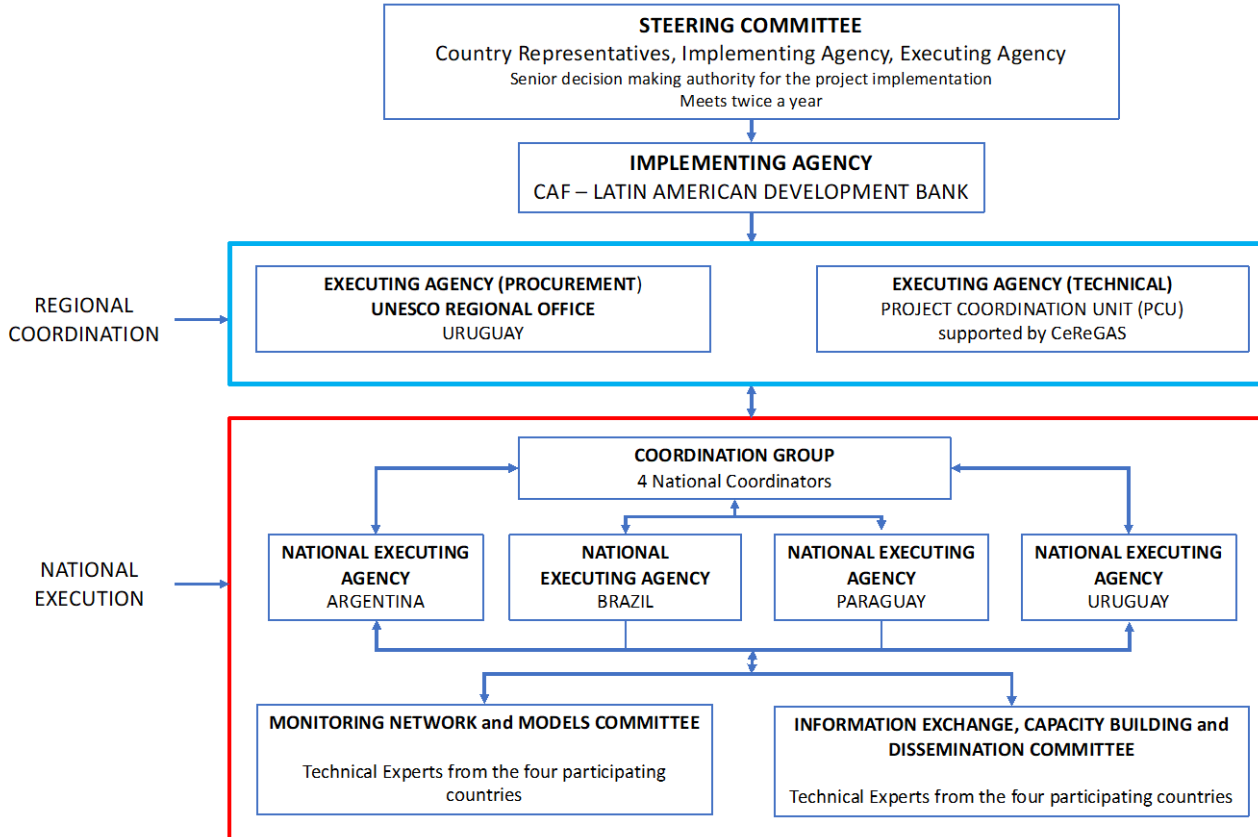 STEERING COMMITTEE
Country Representatives, Implementing Agency, Executing Agency
Senior decision making authority for the project implementation
Meets twice a year
IMPLEMENTING AGENCY
CAF – LATIN AMERICAN DEVELOPMENT BANK
REGIONAL
COORDINATION
EXECUTING AGENCY (PROCUREMENT)
UNESCO REGIONAL OFFICE
URUGUAY
EXECUTING AGENCY (TECHNICAL)
PROJECT COORDINATION UNIT (PCU)
supported by CeReGAS
NATIONAL
EXECUTION
COORDINATION GROUP
4 National Coordinators
NATIONAL EXECUTING
AGENCY
ARGENTINA
NATIONAL
EXECUTING AGENCY
BRAZIL
NATIONAL EXECUTING
AGENCY
PARAGUAY
NATIONAL EXECUTING
AGENCY
URUGUAY
MONITORING NETWORK and MODELS COMMITTEE
Technical Experts from the four participating
countries
INFORMATION EXCHANGE, CAPACITY BUILDING and
DISSEMINATION COMMITTEE
Technical Experts from the four participating countries